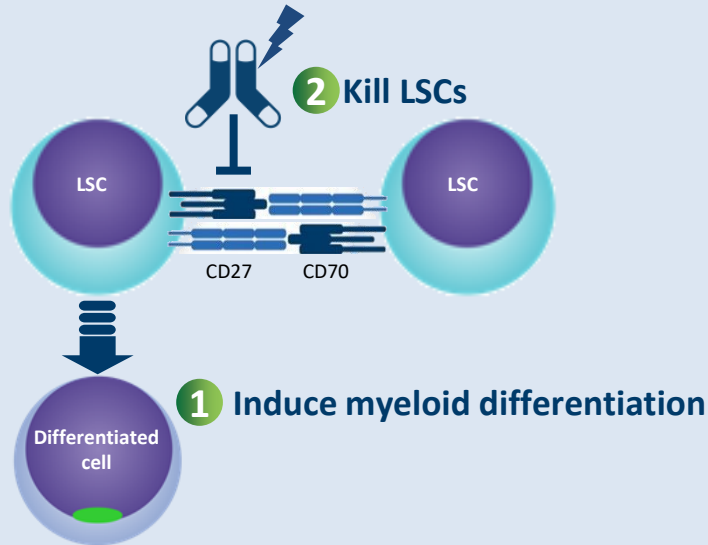 2 Kill LSCs
LSC
LSC
CD27
CD70
1 Induce myeloid differentiation
Differentiated
cell